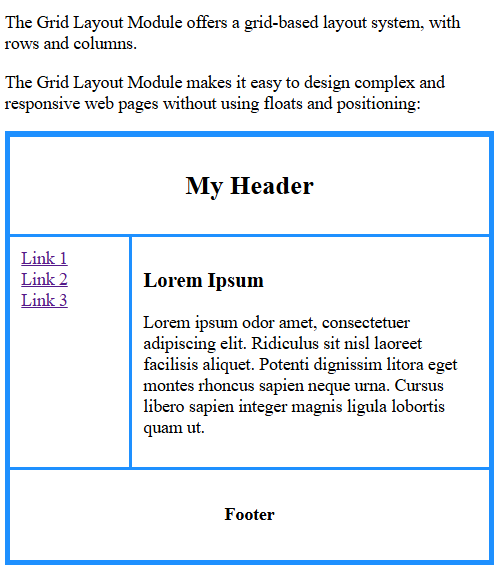 The Grid Layout Module offers a grid-based layout system, with
rows and columns.
The Grid Layout Module makes it easy to design complex and
responsive web pages without using floats and positioning:
My Header
Link 1
Link 2
Link 3
Lorem Ipsum
Lorem ipsum odor amet, consectetuer
adipiscing elit. Ridiculus sit nisl laoreet
facilisis aliquet. Potenti dignissim litora eget
montes rhoncus sapien neque urna. Cursus
libero sapien integer magnis ligula lobortis
quam ut.
Footer